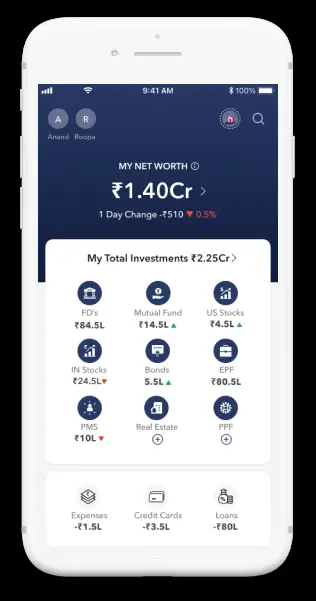 9:41 AM 100%
A R
Anand Roopa
MY NET WORTH
₹1.40Cr
1 Day Change -₹510 ▼ 0.5%
My Total Investments ₹2.25Cr
FD's Mutual Fund US Stocks
₹84.5L ₹14.5L ▲ ₹4.5L ▲
IN Stocks Bonds EPF
₹24.5L▼ 5.5L ▲ ₹80.5L
PMS Real Estate PPF
₹10L ▼
Expenses Credit Cards Loans
-₹1.5L -₹3.5L -₹80L